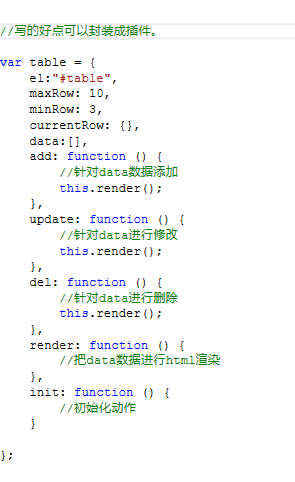 //写的好点可以封装成插件。
var table = {
el:"#table",
maxRow: 10,
minRow: 3,
currentRow: {},
data:[],
add: function () {
//针对data数据添加
this.render();
},
update: function () {
//针对data进行修改
this.render();
},
del: function () {
//针对data进行删除
this.render();
},
render: function () {
//把data数据进行html渲染
},
init: function () {
//初始化动作
}
};